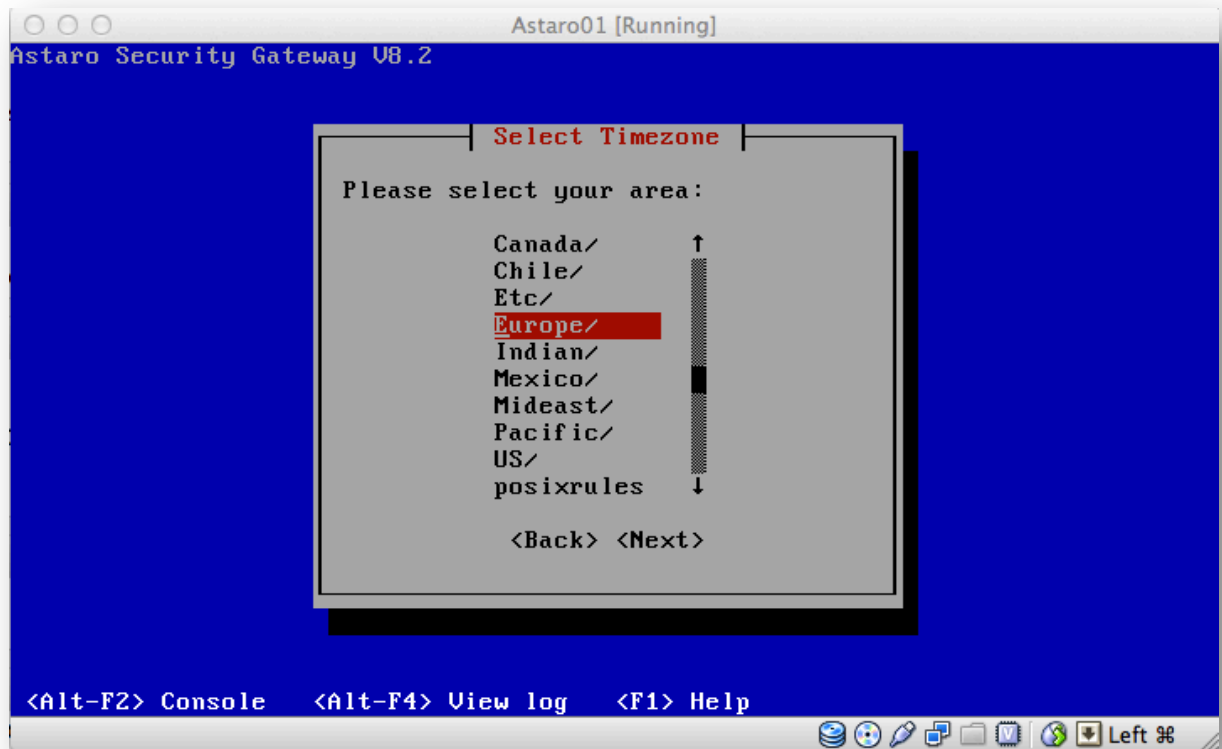 Astaro01 [Running]
Astaro Security Gateway V8.2
Select Timezone
Please select your area:
Canada/
Chile/
Etc/
Europe/
Indian/
Mexico/
Mideast/
Pacific/
US/
posixrules
<Back> <Next>
<Alt-F2> Console <Alt-F4> View log <F1> Help
Left ⌘